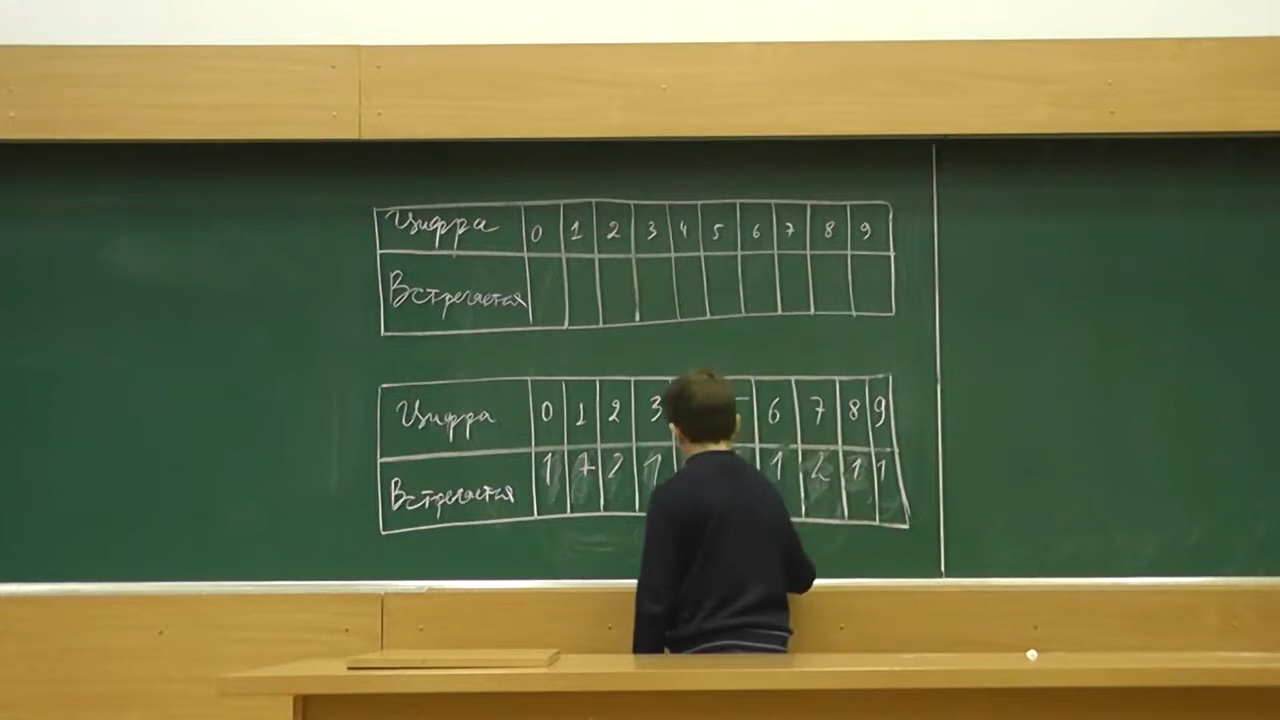 Цифра 0 1 2 3 4 5 6 7 8 9
Встречается
Цифра 0 1 2 3 6 7 8 9
Встречается 1 7 2 1 1 2 1 1